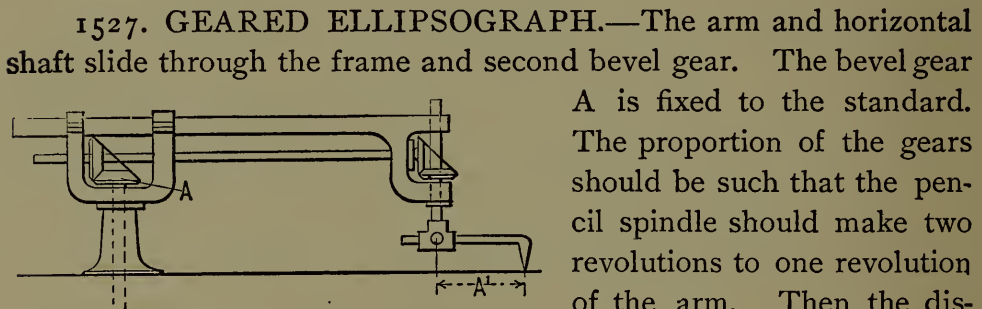 1527. GEARED ELLIPSOGRAPH.—The arm and horizontal
shaft slide through the frame and second bevel gear. The bevel gear
A is fixed to the standard.
The proportion of the gears
should be such that the pen-
cil spindle should make two
revolutions to one revolution
of the arm. Then the dis-
A
A¹